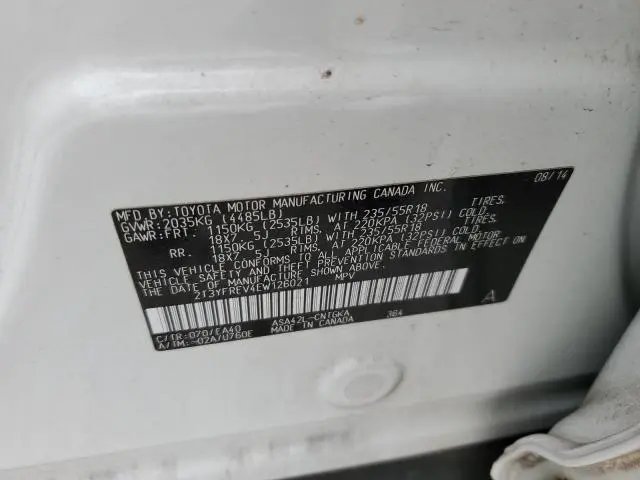 MFD.BY:TOYOTA MOTOR MANUFACTURING CANADA INC. 08/14
GVWR:2035KG (4485LB)
GAWR:FRT. 1150KG (2535LB) WITH 235/55R18 TIRES.
18X7 .5J RIMS, AT 220KPA (32PSI) COLD
RR. 1150KG (2535LB) WITH 235/55R18 TIRES.
18X7 .5J RIMS, AT 220KPA (32PSI) COLD.
THIS VEHICLE CONFORMS TO ALL APPLICABLE FEDERAL MOTOR
VEHICLE SAFETY AND THEFT PREVENTION STANDARDS IN EFFECT ON
THE DATE OF MANUFACTURE SHOWN ABOVE.
2T3YFREV4EW126021 MPV
A
C/TR:070/EA40 ASA42L-CNTGKA 364
A/TM:-02A/U760E MADE IN CANADA